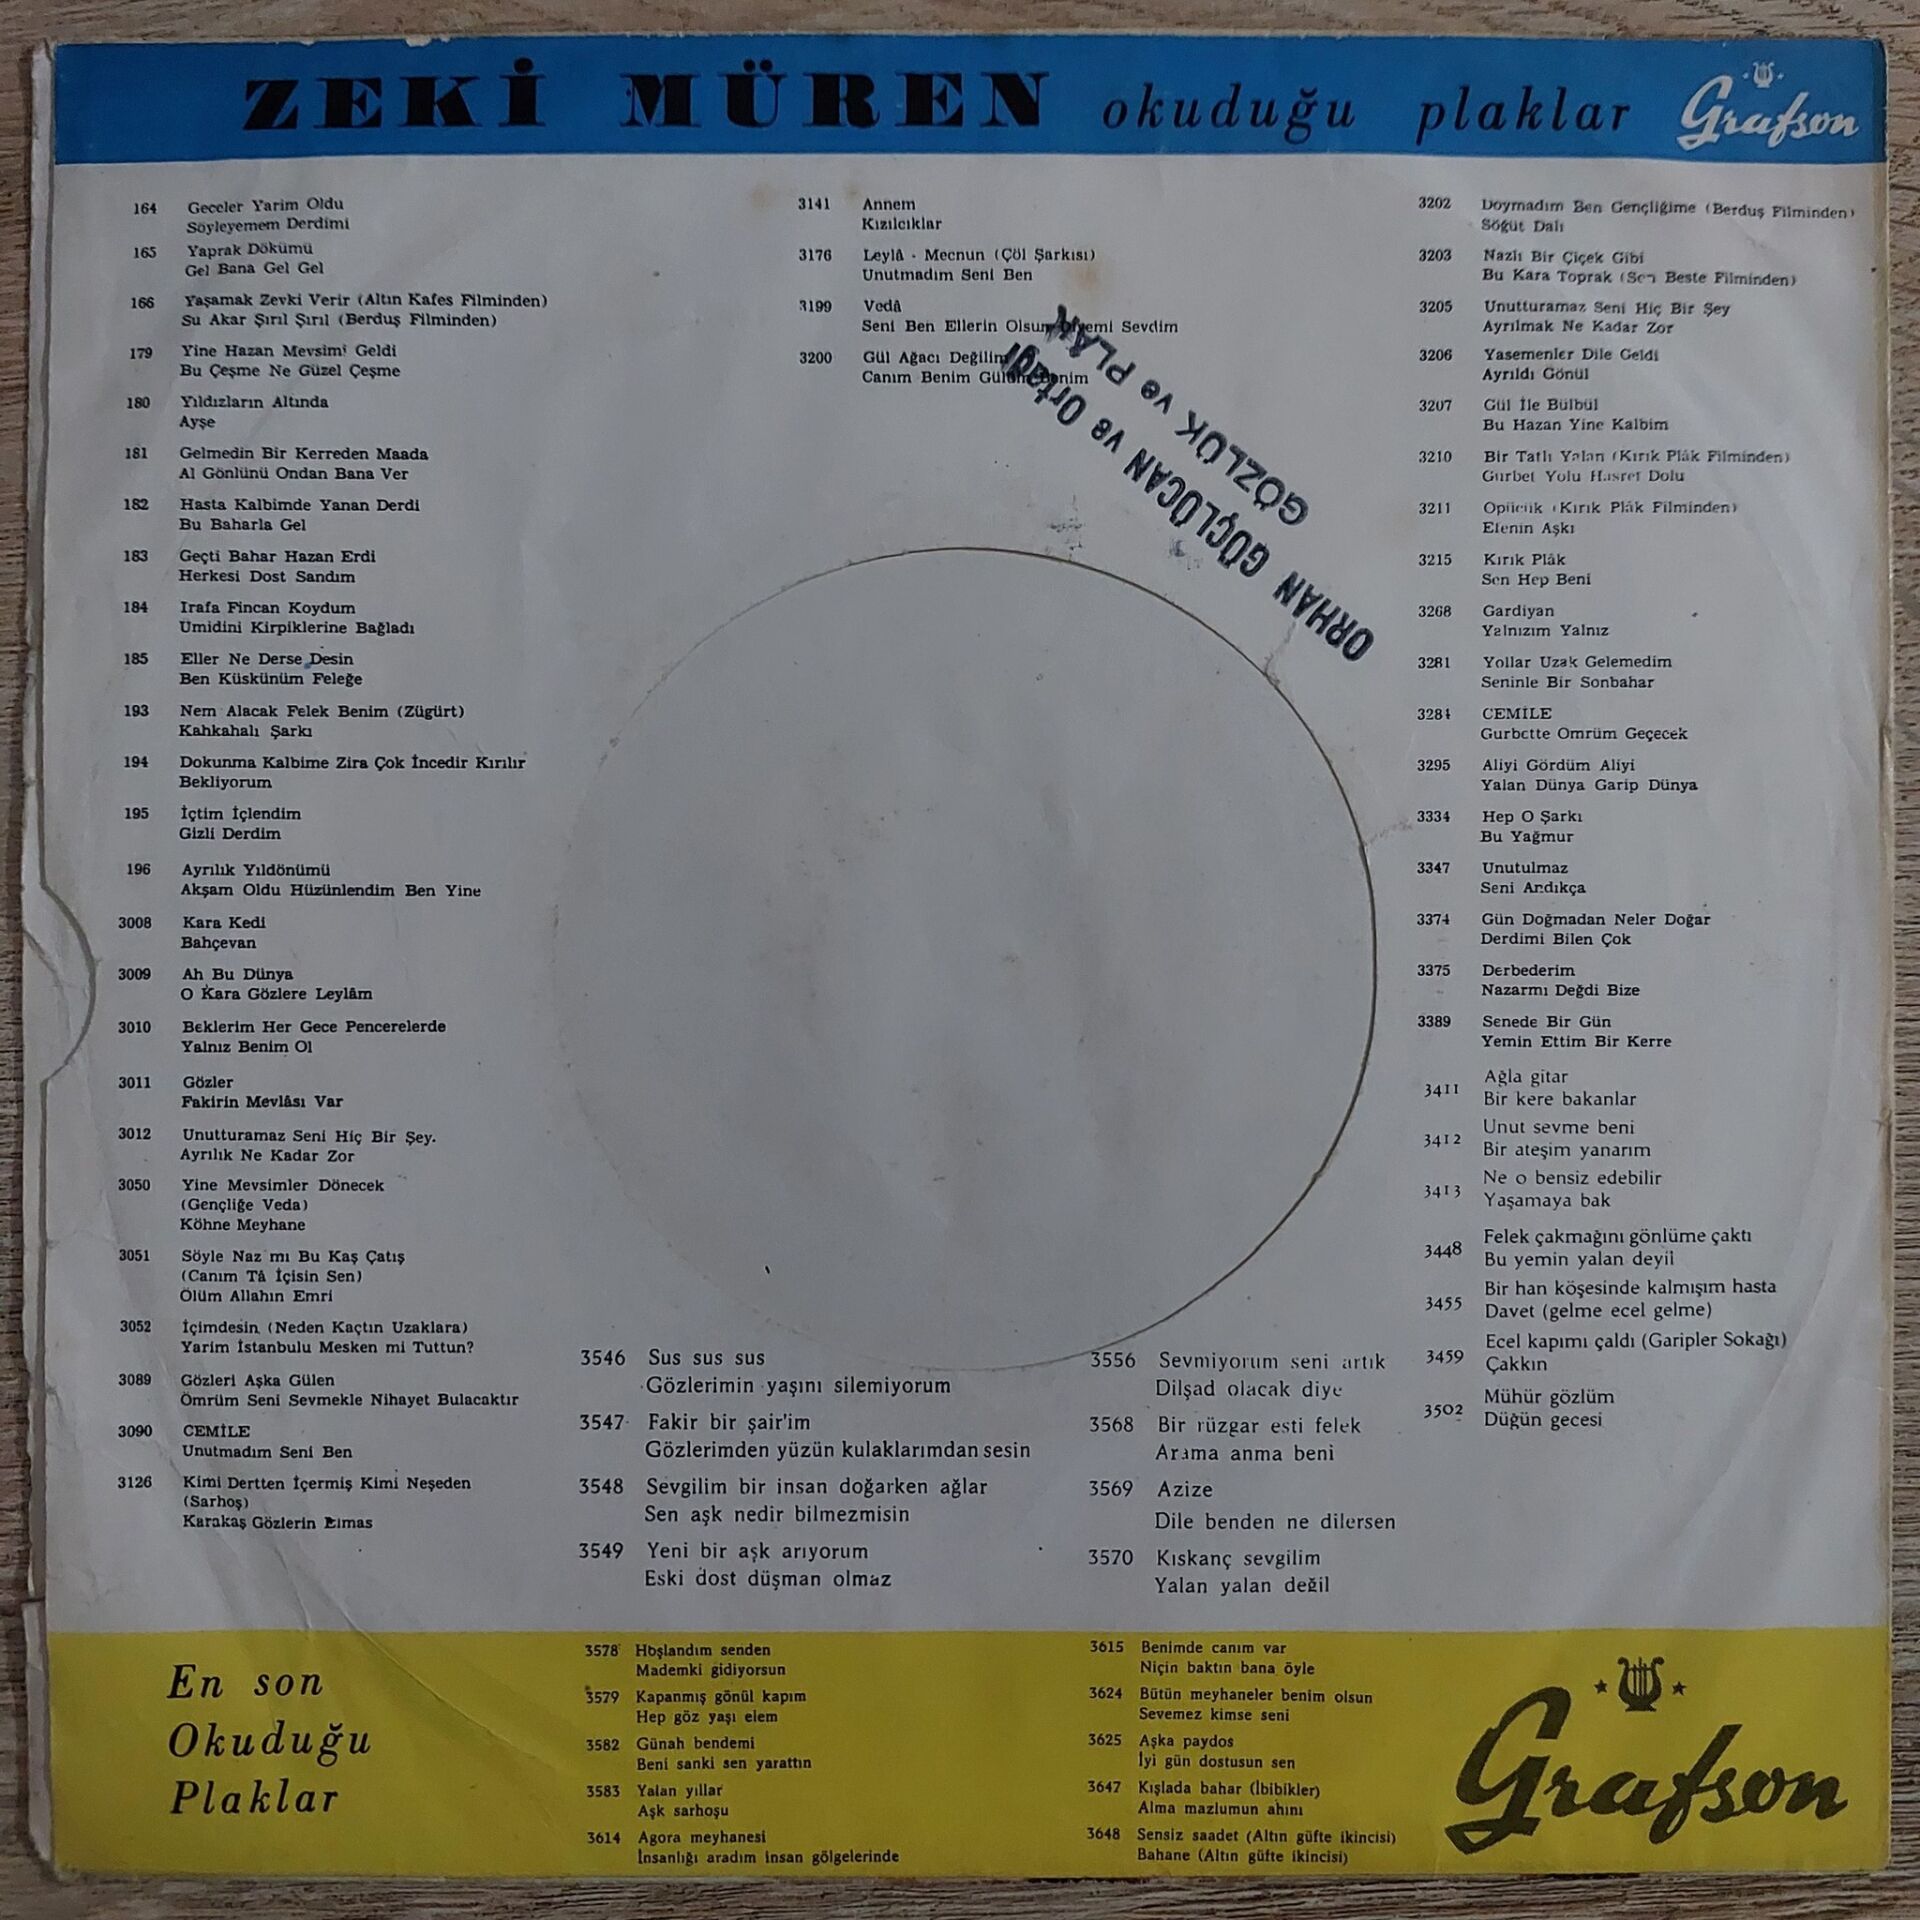 ZEKİ MÜREN okuduğu plaklar Grafson
164 Geceler Yarim Oldu
Söyleyemem Derdimi
165 Yaprak Dökümü
Gel Bana Gel Gel
166 Yaşamak Zevki Verir (Altın Kafes Filminden)
Su Akar Şırıl Şırıl (Berduş Filminden)
179 Yine Hazan Mevsimi Geldi
Bu Çeşme Ne Güzel Çeşme
180 Yıldızların Altında
Ayşe
181 Gelmedin Bir Kerreden Maada
Al Gönlünü Ondan Bana Ver
182 Hasta Kalbimde Yanan Derdi
Bu Baharla Gel
183 Geçti Bahar Hazan Erdi
Herkesi Dost Sandım
184 Irafa Fincan Koydum
Umidini Kirpiklerine Bağladı
185 Eller Ne Derse Desin
Ben Küskünüm Feleğe
193 Nem Alacak Felek Benim (Zügürt)
Kahkahalı Şarkı
194 Dokunma Kalbime Zira Çok İncedir Kırılır
Bekliyorum
195 İçtim İçlendim
Gizli Derdim
196 Ayrılık Yıldönümü
Akşam Oldu Hüzünlendim Ben Yine
3008 Kara Kedi
Bahçevan
3009 Ah Bu Dünya
O Kara Gözlere Leylâm
3010 Beklerim Her Gece Pencerelerde
Yalnız Benim Ol
3011 Gözler
Fakirin Mevlâsı Var
3012 Unutturamaz Seni Hiç Bir Şey.
Ayrılık Ne Kadar Zor
3050 Yine Mevsimler Dönecek
(Gençliğe Veda)
Köhne Meyhane
3051 Söyle Naz mı Bu Kaş Çatış
(Canım Tâ İçisin Sen)
Ölüm Allahın Emri
3052 İçimdesin (Neden Kaçtın Uzaklara)
Yarim İstanbulu Mesken mi Tuttun?
3089 Gözleri Aşka Gülen
Ömrüm Seni Sevmekle Nihayet Bulacaktır
3090 CEMİLE
Unutmadım Seni Ben
3126 Kimi Dertten İçermiş Kimi Neşeden
(Sarhoş)
Karakaş Gözlerin Elmas
3141 Annem
Kızılcıklar
3176 Leylâ - Mecnun (Çöl Şarkısı)
Unutmadım Seni Ben
3199 Vedâ
Seni Ben Ellerin Olsun Diyemi Sevdim
3200 Gül Ağacı Değilim
Canım Benim Gülüm Benim
ORHAN GÜÇLÜCAN ve Ortağı
GÖZLÜK ve PLÂK
3202 Doymadım Ben Gençliğime (Berduş Filminden)
Söğüt Dalı
3203 Nazlı Bir Çiçek Gibi
Bu Kara Toprak (Son Beste Filminden)
3205 Unutturamaz Seni Hiç Bir Şey
Ayrılmak Ne Kadar Zor
3206 Yasemenler Dile Geldi
Ayrıldı Gönül
3207 Gül İle Bülbül
Bu Hazan Yine Kalbim
3210 Bir Tatlı Yalan (Kırık Plâk Filminden)
Gurbet Yolu Hasret Dolu
3211 Öpücük (Kırık Plâk Filminden)
Efenin Aşkı
3215 Kırık Plâk
Sen Hep Beni
3268 Gardiyan
Yalnızım Yalnız
3281 Yollar Uzak Gelemedim
Seninle Bir Sonbahar
3284 CEMİLE
Gurbette Omrüm Geçecek
3295 Aliyi Gördüm Aliyi
Yalan Dünya Garip Dünya
3334 Hep O Şarkı
Bu Yağmur
3347 Unutulmaz
Seni Andıkça
3374 Gün Doğmadan Neler Doğar
Derdimi Bilen Çok
3375 Derbederim
Nazarmı Değdi Bize
3389 Senede Bir Gün
Yemin Ettim Bir Kerre
3411 Ağla gitar
Bir kere bakanlar
3412 Unut sevme beni
Bir ateşim yanarım
3413 Ne o bensiz edebilir
Yaşamaya bak
3448 Felek çakmağını gönlüme çaktı
Bu yemin yalan deyil
3455 Bir han köşesinde kalmışım hasta
Davet (gelme ecel gelme)
3459 Ecel kapımı çaldı (Garipler Sokağı)
Çakkın
3502 Mühür gözlüm
Düğün gecesi
3546 Sus sus sus
Gözlerimin yaşını silemiyorum
3547 Fakir bir şair'im
Gözlerimden yüzün kulaklarımdan sesin
3548 Sevgilim bir insan doğarken ağlar
Sen aşk nedir bilmezmisin
3549 Yeni bir aşk arıyorum
Eski dost düşman olmaz
3556 Sevmiyorum seni artık
Dilşad olacak diye
3568 Bir rüzgar esti felek
Arama anma beni
3569 Azize
Dile benden ne dilersen
3570 Kıskanç sevgilim
Yalan yalan değil
En son
Okuduğu
Plaklar
3578 Hoşlandım senden
Mademki gidiyorsun
3579 Kapanmış gönül kapım
Hep göz yaşı elem
3582 Günah bendemi
Beni sanki sen yarattın
3583 Yalan yıllar
Aşk sarhoşu
3614 Agora meyhanesi
İnsanlığı aradım insan gölgelerinde
3615 Benimde canım var
Niçin baktın bana öyle
3624 Bütün meyhaneler benim olsun
Sevemez kimse seni
3625 Aşka paydos
İyi gün dostusun sen
3647 Kışlada bahar (İbibikler)
Alma mazlumun ahını
3648 Sensiz saadet (Altın güfte ikincisi)
Bahane (Altın güfte ikincisi)
Grafson